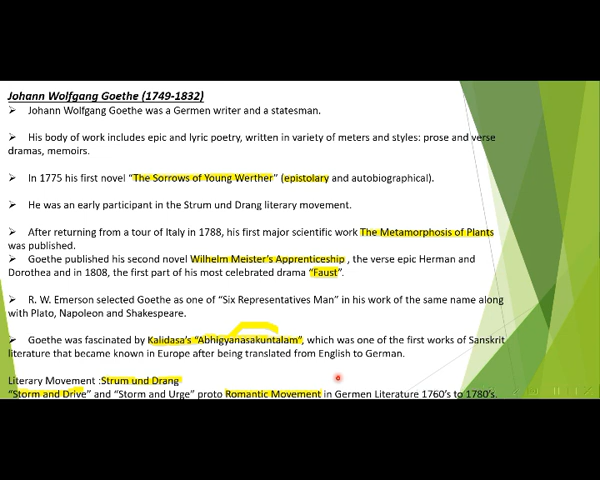 Johann Wolfgang Goethe (1749-1832)
➢ Johann Wolfgang Goethe was a Germen writer and a statesman.
➢ His body of work includes epic and lyric poetry, written in variety of meters and styles: prose and verse
dramas, memoirs.
➢ In 1775 his first novel “The Sorrows of Young Werther” (epistolary and autobiographical).
➢ He was an early participant in the Strum und Drang literary movement.
➢ After returning from a tour of Italy in 1788, his first major scientific work The Metamorphosis of Plants
was published.
➢ Goethe published his second novel Wilhelm Meister’s Apprenticeship , the verse epic Herman and
Dorothea and in 1808, the first part of his most celebrated drama “Faust”.
➢ R. W. Emerson selected Goethe as one of “Six Representatives Man” in his work of the same name along
with Plato, Napoleon and Shakespeare.
➢ Goethe was fascinated by Kalidasa’s “Abhigyanasakuntalam”, which was one of the first works of Sanskrit
literature that became known in Europe after being translated from English to German.
Literary Movement :Strum und Drang
“Storm and Drive” and “Storm and Urge” proto Romantic Movement in Germen Literature 1760’s to 1780’s.